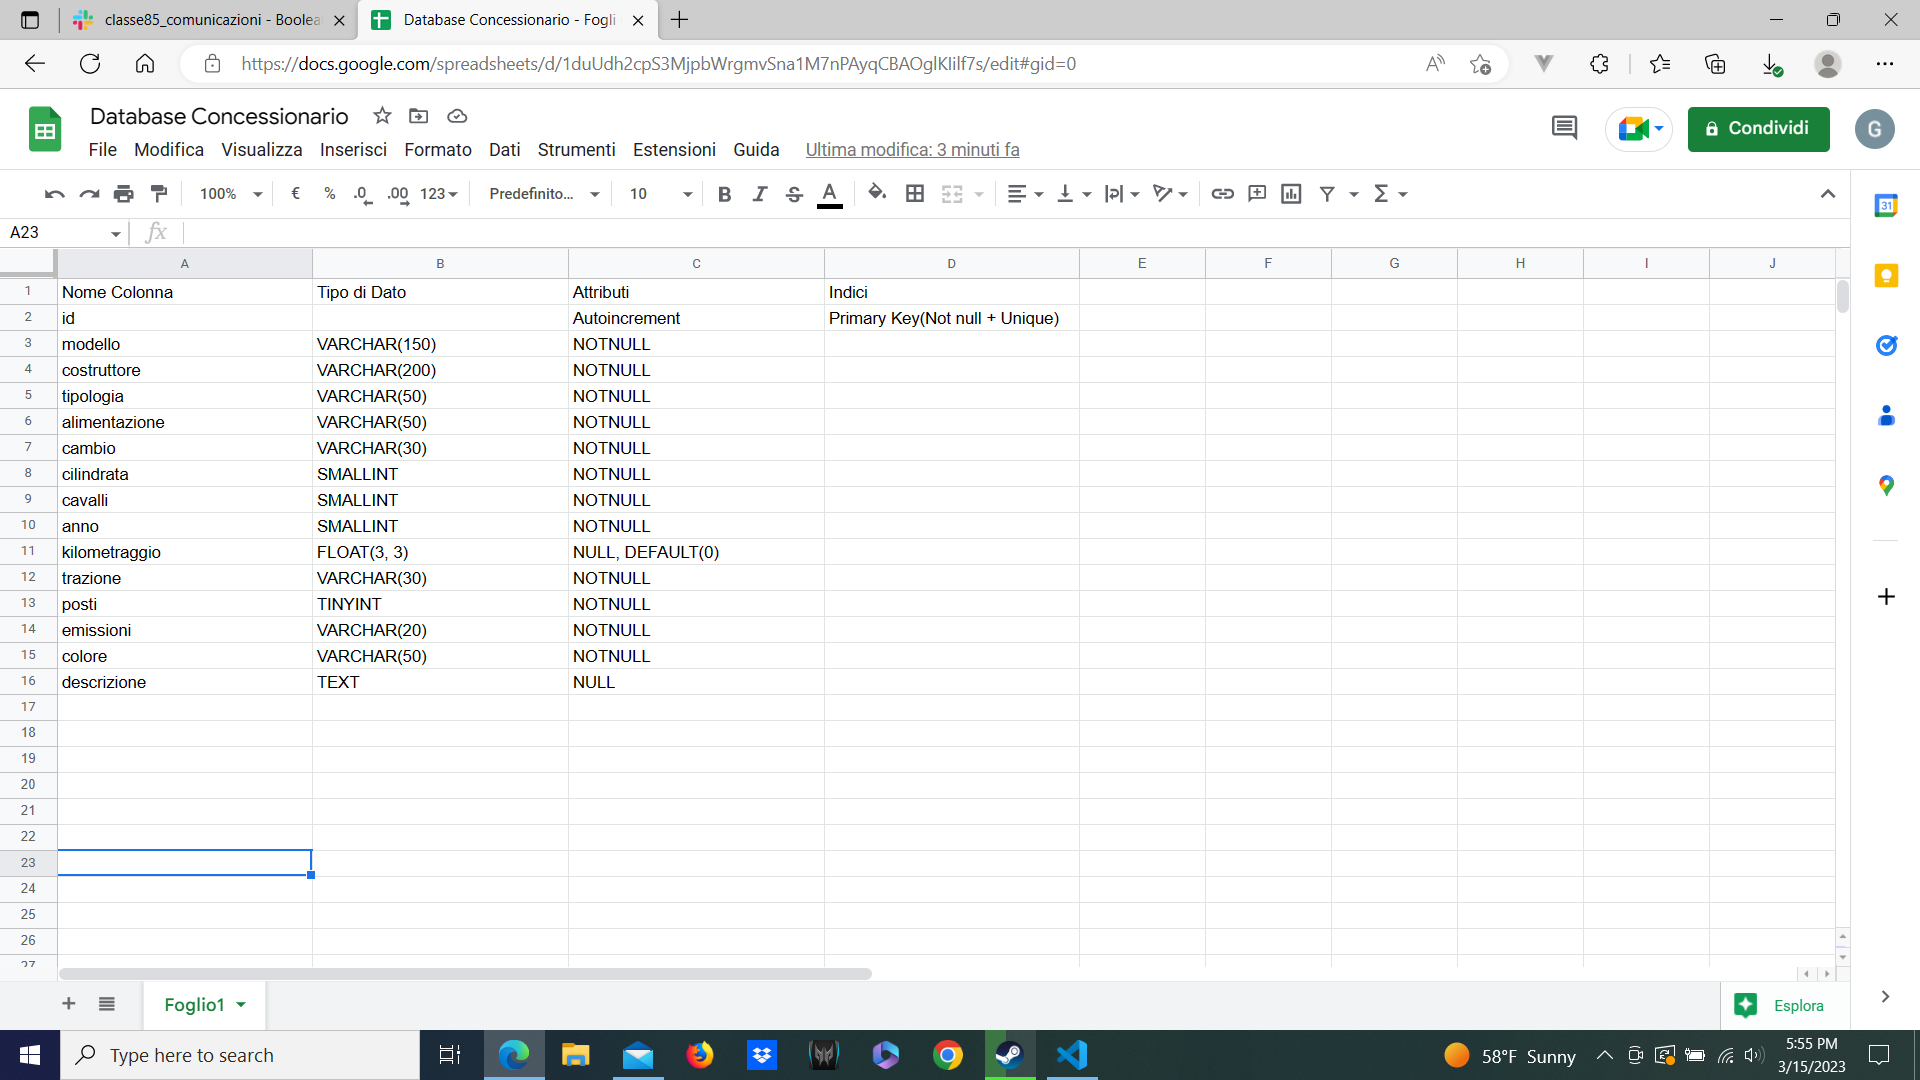 classe85_comunicazioni - Boolea
Database Concessionario - Fogli
https://docs.google.com/spreadsheets/d/1duUdh2cpS3MjpbWrgmvSna1M7nPAyqCBAOglKIiIf7s/edit#gid=0
Database Concessionario
File Modifica Visualizza Inserisci Formato Dati Strumenti Estensioni Guida Ultima modifica: 3 minuti fa
Condividi
G
100% € % .0 .00 123 Predefinito... 10 B I S A Σ
31
A23 fx
A B C D E F G H I J
1 Nome Colonna Tipo di Dato Attributi Indici
2 id Autoincrement Primary Key(Not null + Unique)
3 modello VARCHAR(150) NOTNULL
4 costruttore VARCHAR(200) NOTNULL
5 tipologia VARCHAR(50) NOTNULL
6 alimentazione VARCHAR(50) NOTNULL
7 cambio VARCHAR(30) NOTNULL
8 cilindrata SMALLINT NOTNULL
9 cavalli SMALLINT NOTNULL
10 anno SMALLINT NOTNULL
11 kilometraggio FLOAT(3, 3) NULL, DEFAULT(0)
12 trazione VARCHAR(30) NOTNULL
13 posti TINYINT NOTNULL
14 emissioni VARCHAR(20) NOTNULL
15 colore VARCHAR(50) NOTNULL
16 descrizione TEXT NULL
17
18
19
20
21
22
23
24
25
26
27
Foglio1
Esplora
Type here to search
58°F Sunny
5:55 PM
3/15/2023